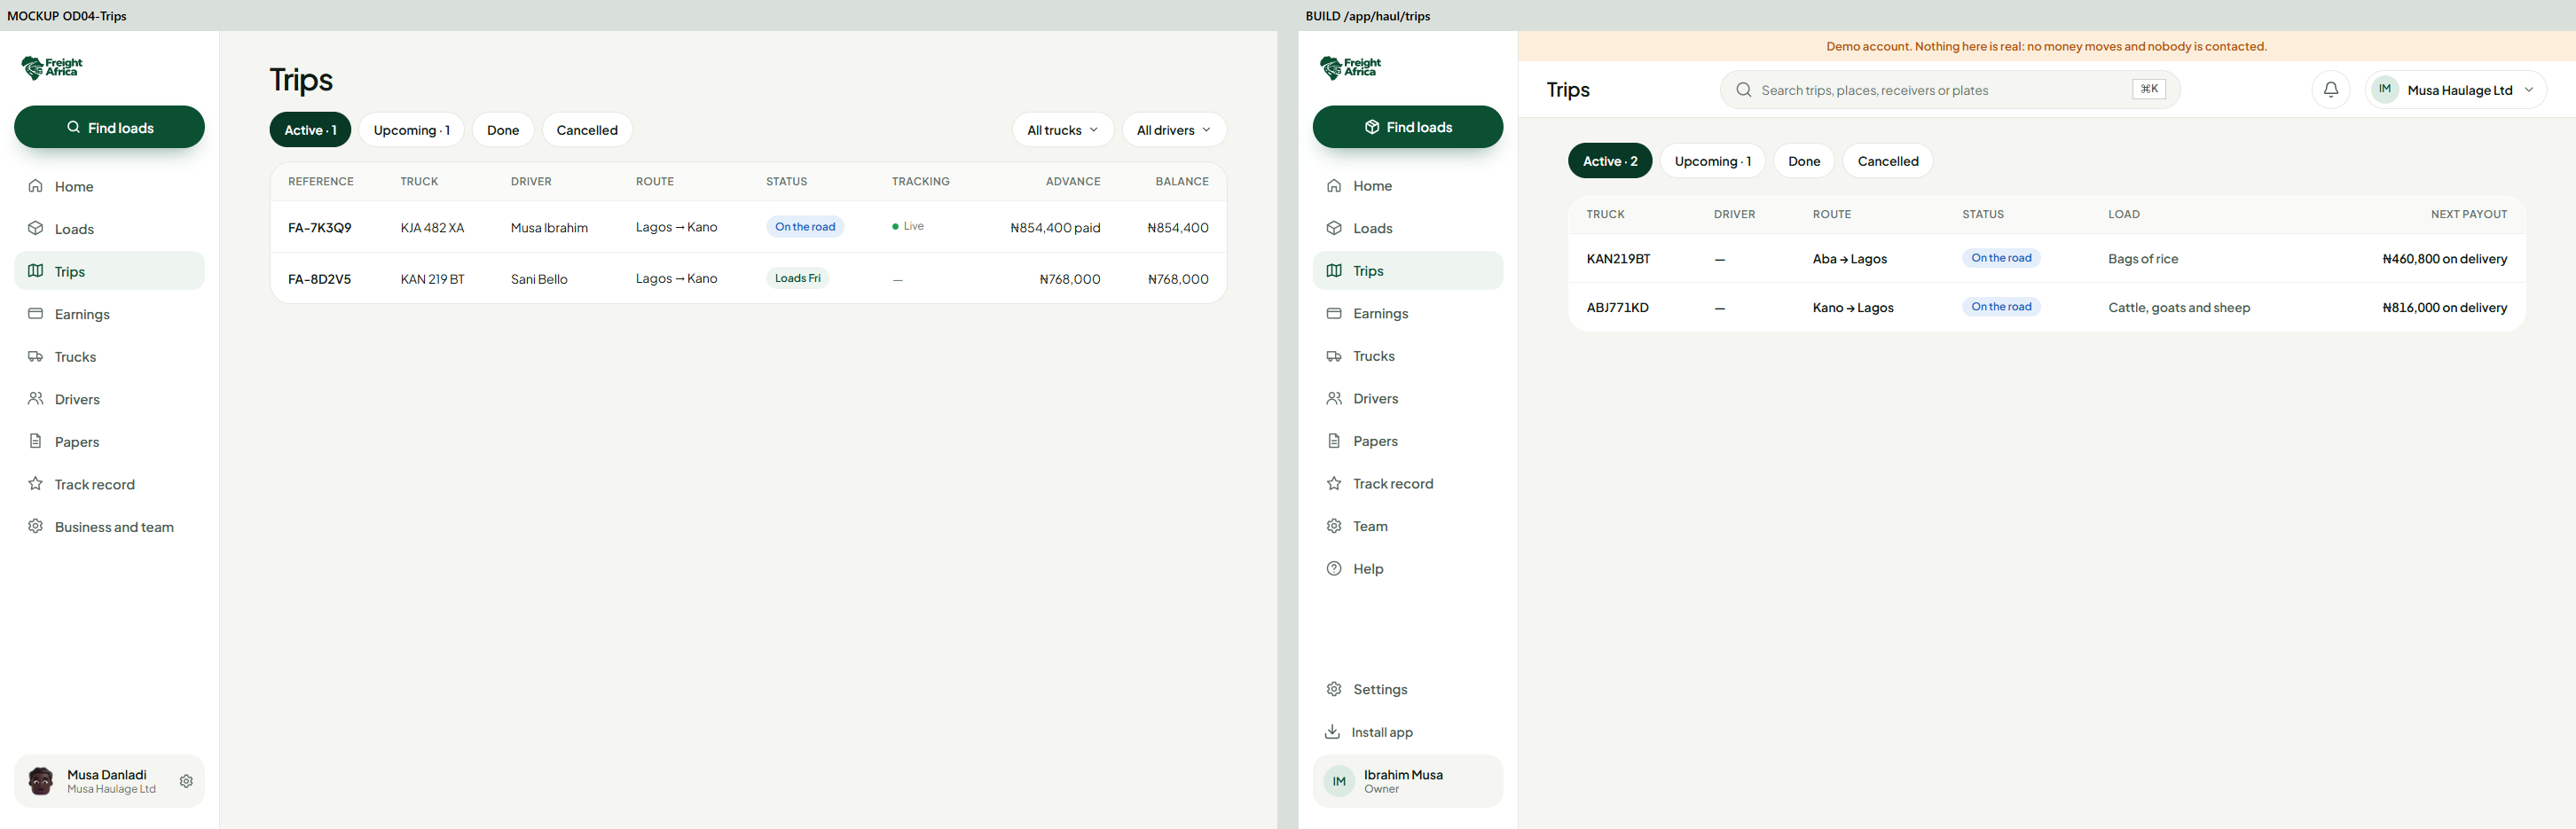 MOCKUP OD04-Trips
Freight Africa
Find loads
Home
Loads
Trips
Earnings
Trucks
Drivers
Papers
Track record
Business and team
Musa Danladi
Musa Haulage Ltd
Trips
Active · 1 Upcoming · 1 Done Cancelled All trucks All drivers
REFERENCE TRUCK DRIVER ROUTE STATUS TRACKING ADVANCE BALANCE
FA-7K3Q9 KJA 482 XA Musa Ibrahim Lagos → Kano On the road Live ₦854,400 paid ₦854,400
FA-8D2V5 KAN 219 BT Sani Bello Lagos → Kano Loads Fri — ₦768,000 ₦768,000
BUILD /app/haul/trips
Freight Africa
Find loads
Home
Loads
Trips
Earnings
Trucks
Drivers
Papers
Track record
Team
Help
Settings
Install app
IM Ibrahim Musa
Owner
Demo account. Nothing here is real: no money moves and nobody is contacted.
Trips Search trips, places, receivers or plates ⌘K IM Musa Haulage Ltd
Active · 2 Upcoming · 1 Done Cancelled
TRUCK DRIVER ROUTE STATUS LOAD NEXT PAYOUT
KAN219BT — Aba → Lagos On the road Bags of rice ₦460,800 on delivery
ABJ771KD — Kano → Lagos On the road Cattle, goats and sheep ₦816,000 on delivery